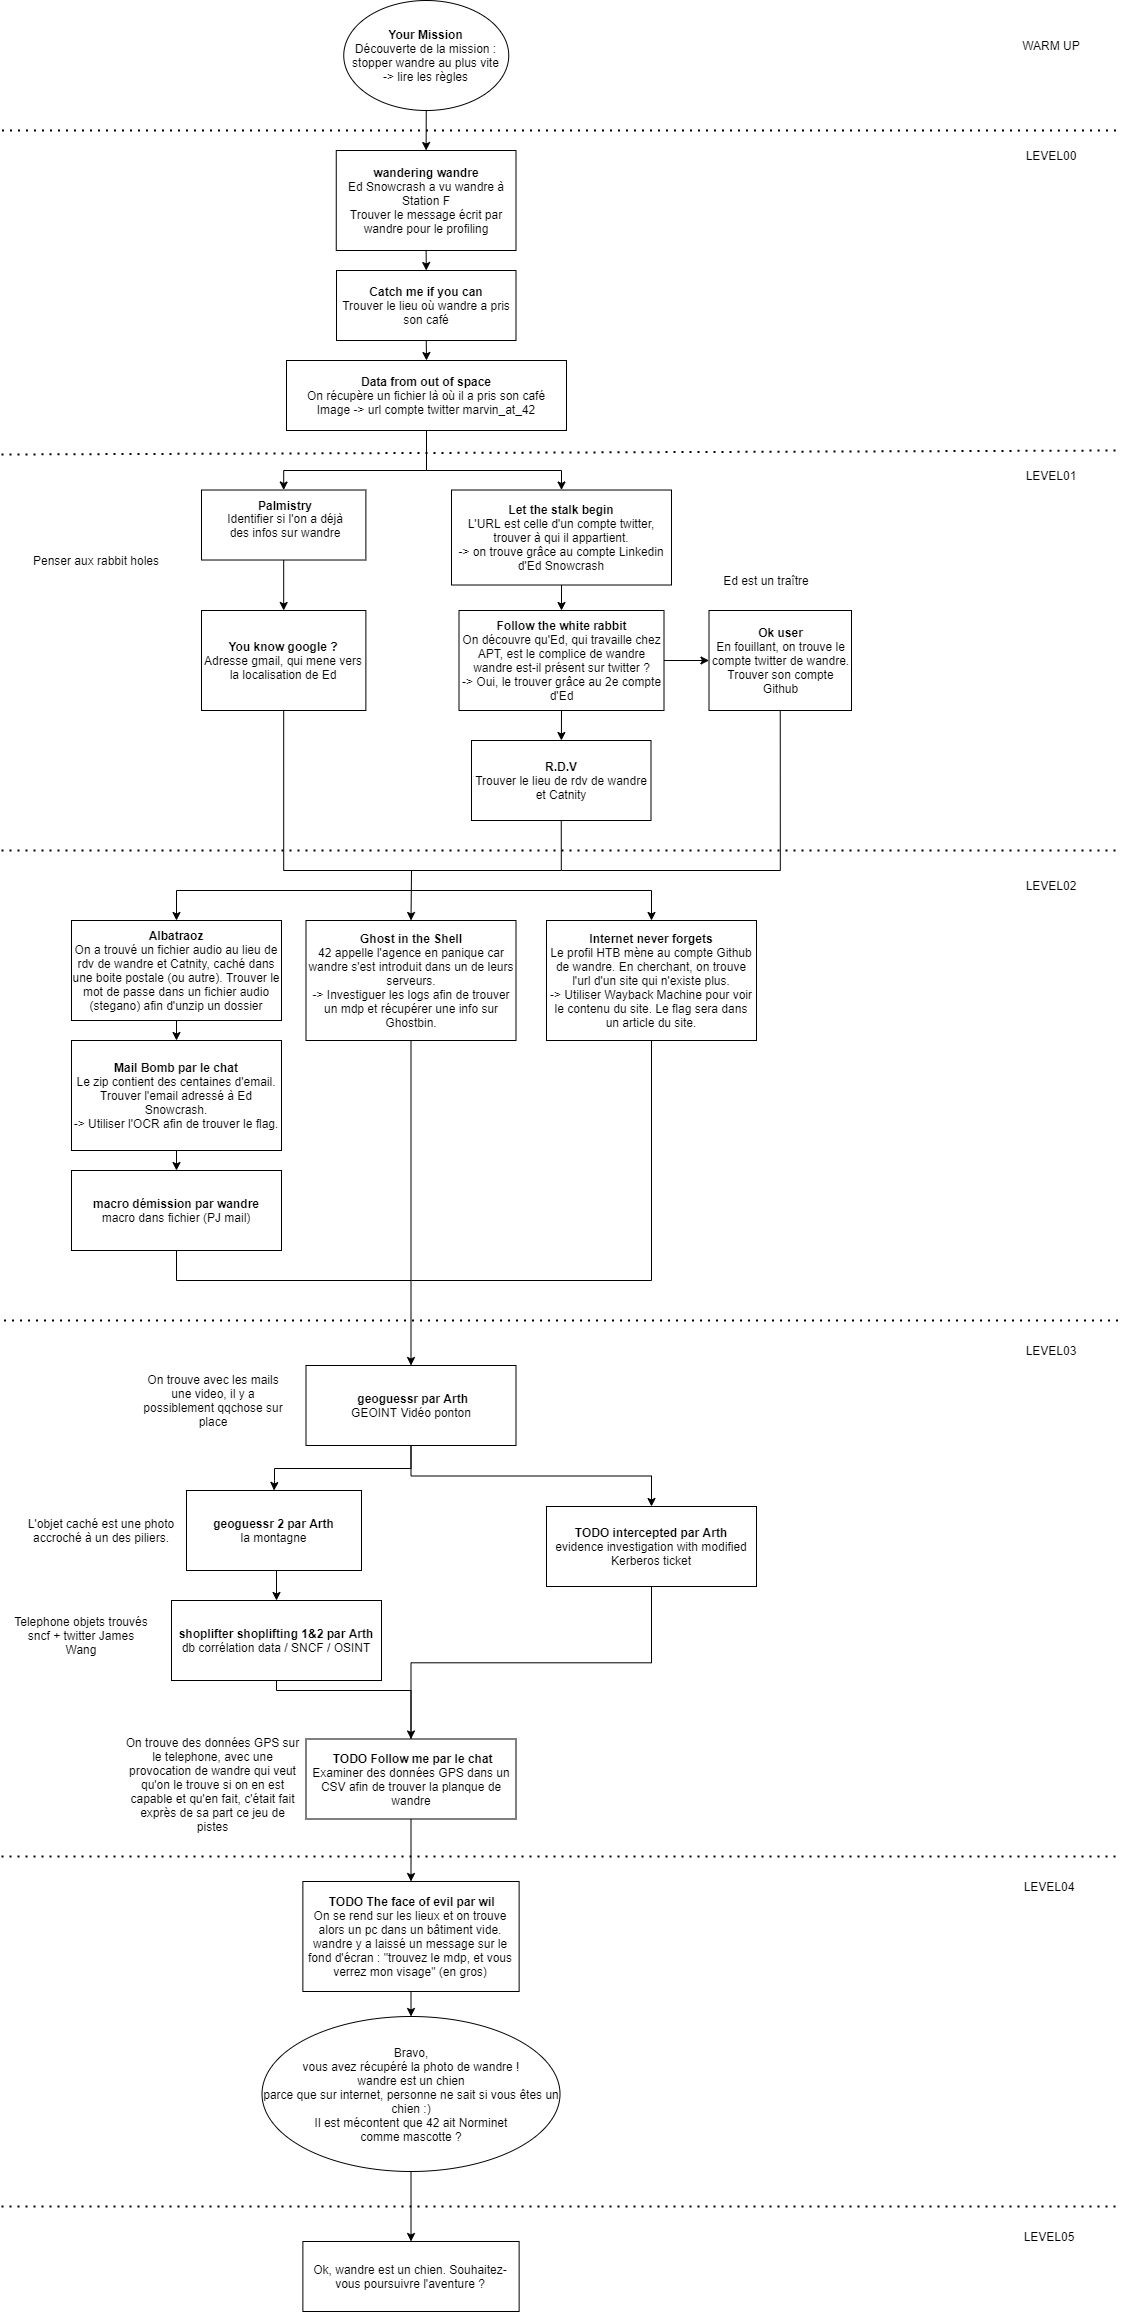 Your Mission
Découverte de la mission :
stopper wandre au plus vite
-> lire les règles
WARM UP
LEVEL00
wandering wandre
Ed Snowcrash a vu wandre à
Station F
Trouver le message écrit par
wandre pour le profiling
Catch me if you can
Trouver le lieu où wandre a pris
son café
Data from out of space
On récupère un fichier là où il a pris son café
Image -> url compte twitter marvin_at_42
LEVEL01
Palmistry
Identifier si l'on a déjà
des infos sur wandre
Let the stalk begin
L'URL est celle d'un compte twitter,
trouver à qui il appartient.
-> on trouve grâce au compte Linkedin
d'Ed Snowcrash
Penser aux rabbit holes
Ed est un traître
You know google ?
Adresse gmail, qui mene vers
la localisation de Ed
Follow the white rabbit
On découvre qu'Ed, qui travaille chez
APT, est le complice de wandre
wandre est-il présent sur twitter ?
-> Oui, le trouver grâce au 2e compte
d'Ed
Ok user
En fouillant, on trouve le
compte twitter de wandre.
Trouver son compte
Github
R.D.V
Trouver le lieu de rdv de wandre
et Catnity
LEVEL02
Albatraoz
On a trouvé un fichier audio au lieu de
rdv de wandre et Catnity, caché dans
une boite postale (ou autre). Trouver le
mot de passe dans un fichier audio
(stegano) afin d'unzip un dossier
Ghost in the Shell
42 appelle l'agence en panique car
wandre s'est introduit dans un de leurs
serveurs.
-> Investiguer les logs afin de trouver
un mdp et récupérer une info sur
Ghostbin.
Internet never forgets
Le profil HTB mène au compte Github
de wandre. En cherchant, on trouve
l'url d'un site qui n'existe plus.
-> Utiliser Wayback Machine pour voir
le contenu du site. Le flag sera dans
un article du site.
Mail Bomb par le chat
Le zip contient des centaines d'email.
Trouver l'email adressé à Ed
Snowcrash.
-> Utiliser l'OCR afin de trouver le flag.
macro démission par wandre
macro dans fichier (PJ mail)
LEVEL03
On trouve avec les mails
une video, il y a
possiblement qqchose sur
place
geoguessr par Arth
GEOINT Vidéo ponton
L'objet caché est une photo
accroché à un des piliers.
geoguessr 2 par Arth
la montagne
TODO intercepted par Arth
evidence investigation with modified
Kerberos ticket
Telephone objets trouvés
sncf + twitter James
Wang
shoplifter shoplifting 1&2 par Arth
db corrélation data / SNCF / OSINT
On trouve des données GPS sur
le telephone, avec une
provocation de wandre qui veut
qu'on le trouve si on en est
capable et qu'en fait, c'était fait
exprès de sa part ce jeu de
pistes
TODO Follow me par le chat
Examiner des données GPS dans un
CSV afin de trouver la planque de
wandre
LEVEL04
TODO The face of evil par wil
On se rend sur les lieux et on trouve
alors un pc dans un bâtiment vide.
wandre y a laissé un message sur le
fond d'écran : "trouvez le mdp, et vous
verrez mon visage" (en gros)
Bravo,
vous avez récupéré la photo de wandre !
wandre est un chien
parce que sur internet, personne ne sait si vous êtes un
chien :)
Il est mécontent que 42 ait Norminet
comme mascotte ?
LEVEL05
Ok, wandre est un chien. Souhaitez-
vous poursuivre l'aventure ?